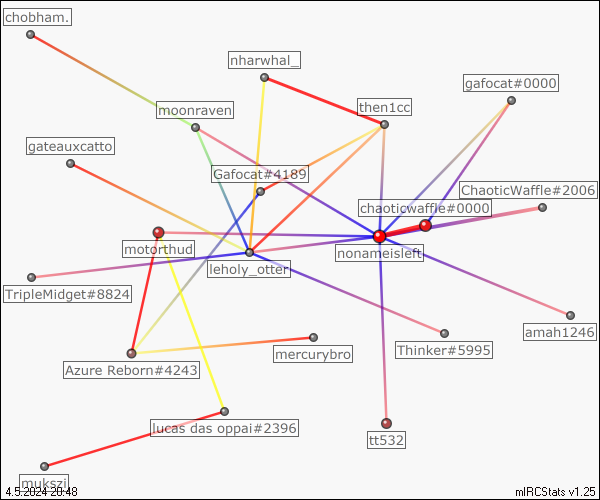 chobham.
nharwhal_
gafocat#0000
moonraven
then1cc
gateauxcatto
Gafocat#4189
ChaoticWaffle#2006
chaoticwaffle#0000
motorthud
nonameisleft
leholy_otter
TripleMidget#8824
amah1246
Thinker#5995
mercurybro
Azure Reborn#4243
lucas das oppai#2396
tt532
mukszi
4.5.2024 20:48
mIRCStats v1.25